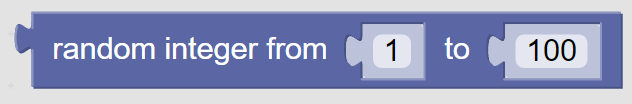 random integer from 1 to 100